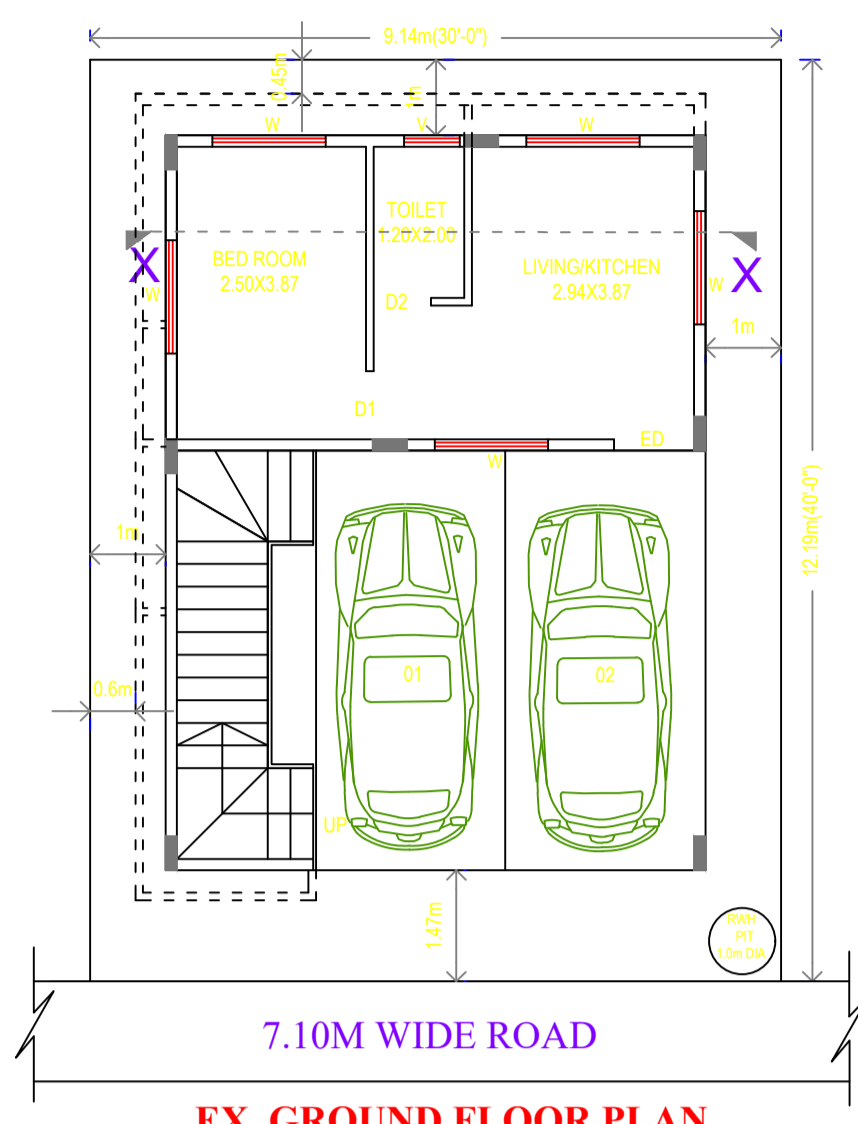 9.14m(30'-0")
0.45m
1m
W
V
W
TOILET
1.20X2.00
BED ROOM
2.50X3.87
LIVING/KITCHEN
2.94X3.87
X
X
W
W
D2
1m
D1
ED
W
12.19m(40'-0")
1m
01
02
0.6m
UP
1.47m
RWH
PIT
1.0m DIA
7.10M WIDE ROAD
EX. GROUND FLOOR PLAN